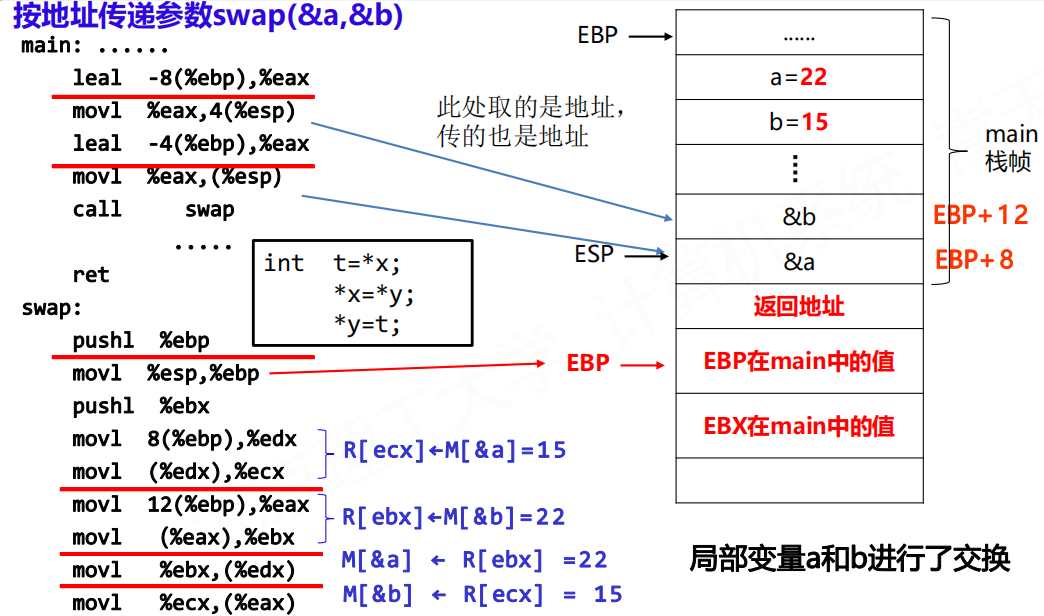 按地址传递参数swap(&a,&b)
main: ......
leal -8(%ebp),%eax
movl %eax,4(%esp)
leal -4(%ebp),%eax
movl %eax,(%esp)
call swap
.....
ret
swap:
pushl %ebp
movl %esp,%ebp
pushl %ebx
movl 8(%ebp),%edx
movl (%edx),%ecx
movl 12(%ebp),%eax
movl (%eax),%ebx
movl %ebx,(%edx)
movl %ecx,(%eax)
此处取的是地址，
传的也是地址
int t=*x;
*x=*y;
*y=t;
R[ecx]←M[&a]=15
R[ebx]←M[&b]=22
M[&a] ← R[ebx] =22
M[&b] ← R[ecx] = 15
EBP
ESP
EBP
......
a=22
b=15
⋮
&b
&a
返回地址
EBP在main中的值
EBX在main中的值
main
栈帧
EBP+12
EBP+8
局部变量a和b进行了交换